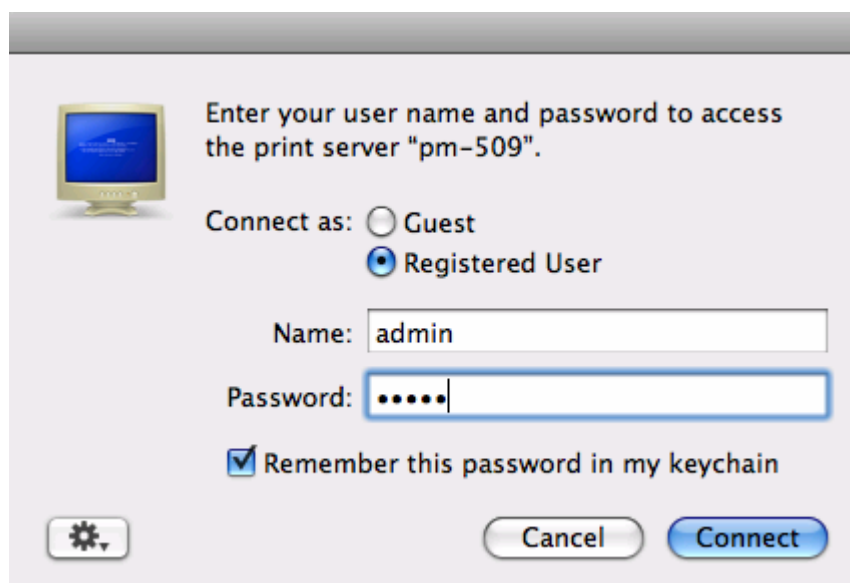 Enter your user name and password to access
the print server "pm-509".
Connect as: Guest
Registered User
Name: admin
Password: •••••
Remember this password in my keychain
Cancel Connect